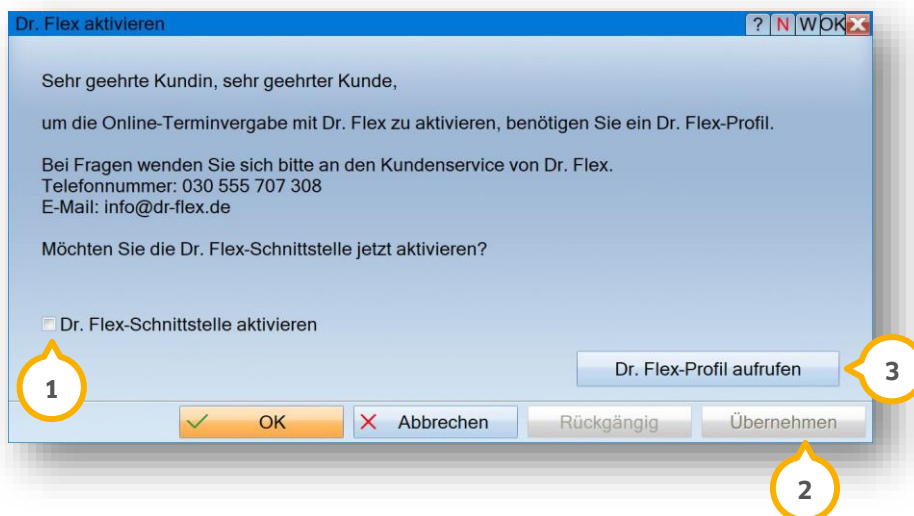 Dr. Flex aktivieren ? N W OK X
Sehr geehrte Kundin, sehr geehrter Kunde,
um die Online-Terminvergabe mit Dr. Flex zu aktivieren, benötigen Sie ein Dr. Flex-Profil.
Bei Fragen wenden Sie sich bitte an den Kundenservice von Dr. Flex.
Telefonnummer: 030 555 707 308
E-Mail: info@dr-flex.de
Möchten Sie die Dr. Flex-Schnittstelle jetzt aktivieren?
Dr. Flex-Schnittstelle aktivieren
1
Dr. Flex-Profil aufrufen
3
OK Abbrechen Rückgängig Übernehmen
2